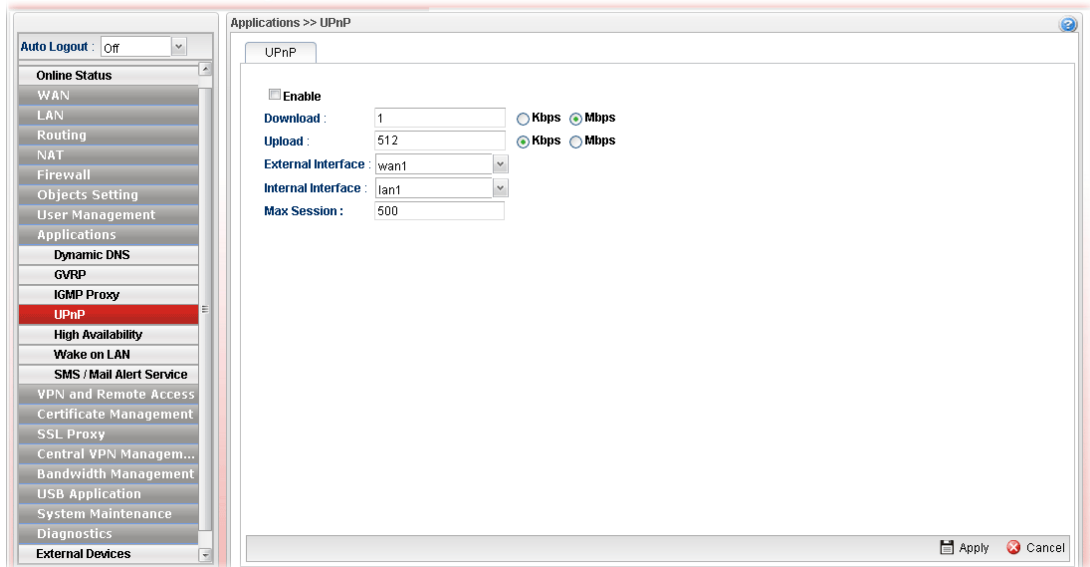 Auto Logout : Off
Online Status
WAN
LAN
Routing
NAT
Firewall
Objects Setting
User Management
Applications
Dynamic DNS
GVRP
IGMP Proxy
UPnP
High Availability
Wake on LAN
SMS / Mail Alert Service
VPN and Remote Access
Certificate Management
SSL Proxy
Central VPN Managem...
Bandwidth Management
USB Application
System Maintenance
Diagnostics
External Devices
Applications >> UPnP
?
UPnP
Enable
Download : 1 Kbps Mbps
Upload : 512 Kbps Mbps
External Interface : wan1
Internal Interface : lan1
Max Session : 500
Apply Cancel